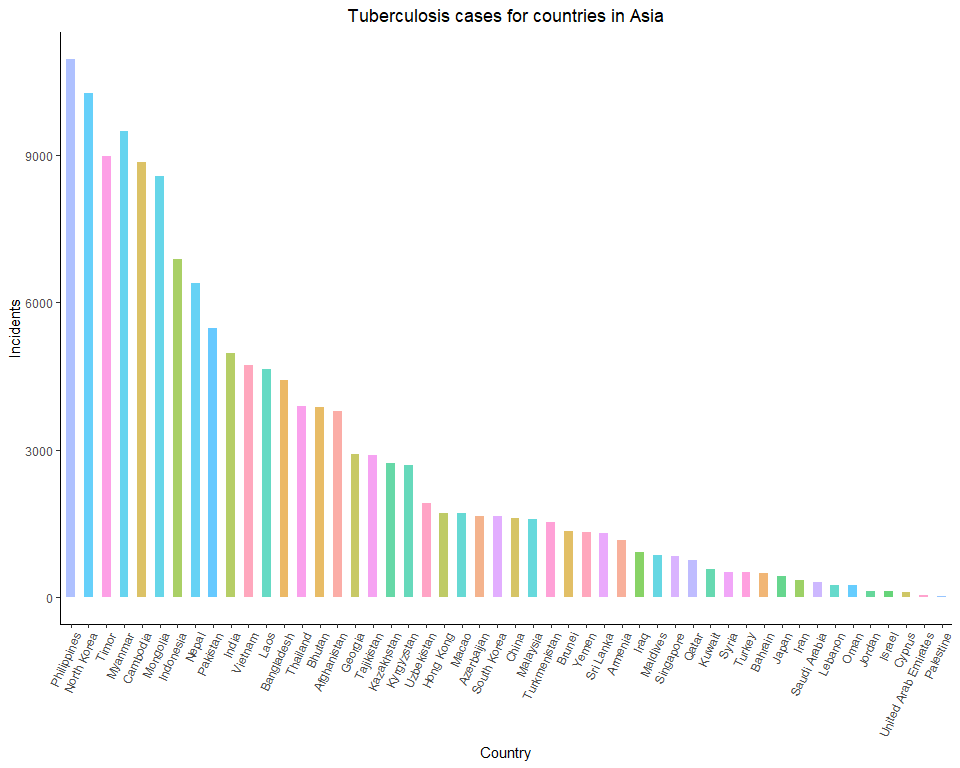 Tuberculosis cases for countries in Asia
Incidents
9000
6000
3000
0
Philippines
North Korea
Timor
Myanmar
Cambodia
Mongolia
Indonesia
Nepal
Pakistan
India
Vietnam
Laos
Bangladesh
Thailand
Bhutan
Afghanistan
Georgia
Tajikistan
Kazakhstan
Kyrgyzstan
Uzbekistan
Hong Kong
Macao
Azerbaijan
South Korea
China
Malaysia
Turkmenistan
Brunei
Yemen
Sri Lanka
Armenia
Iraq
Maldives
Singapore
Qatar
Kuwait
Syria
Turkey
Bahrain
Japan
Iran
Saudi Arabia
Lebanon
Oman
Jordan
Israel
Cyprus
United Arab Emirates
Palestine
Country